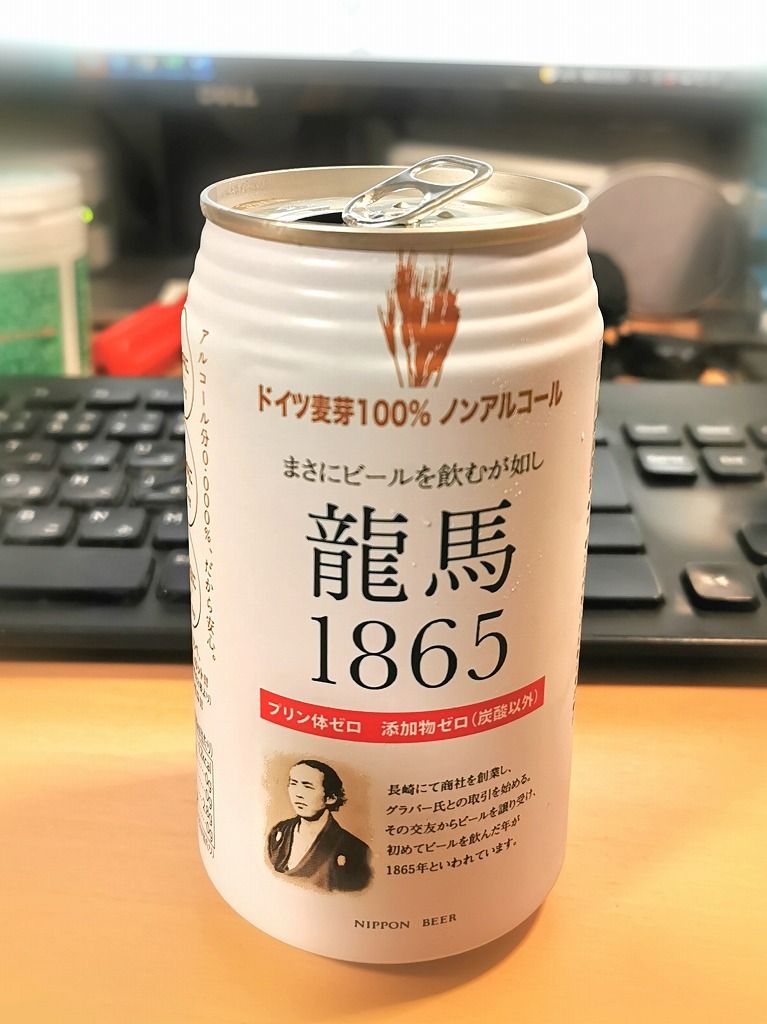 DELL
ドイツ麦芽100% ノンアルコール
まさにビールを飲むが如し
龍馬
1865
プリン体ゼロ 添加物ゼロ(炭酸以外)
長崎にて商社を創業し、
グラバー氏との取引を始める。
その交友からビールを譲り受け、
初めてビールを飲んだ年が
1865年といわれています。
NIPPON BEER
アルコール分0.000%、だから安心。